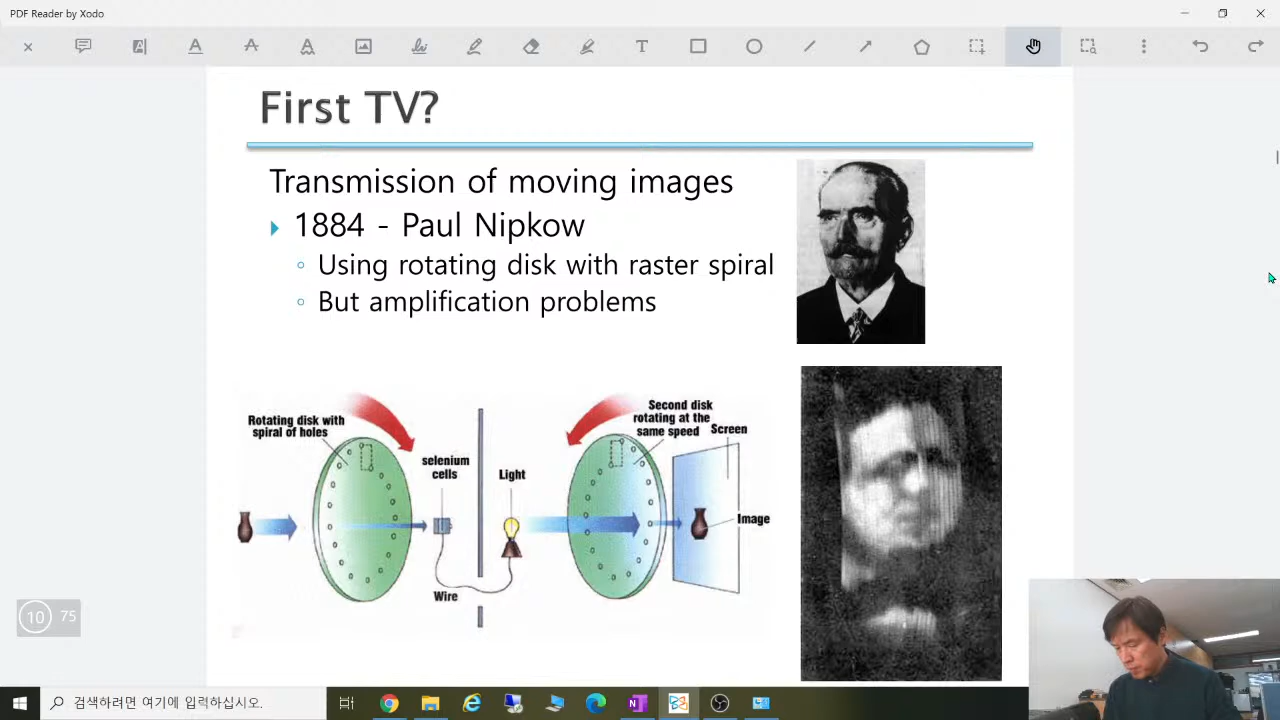 PDF Reader by Xodo
First TV?
Transmission of moving images
1884 - Paul Nipkow
Using rotating disk with raster spiral
But amplification problems
Rotating disk with
spiral of holes
selenium
cells
Light
Wire
Second disk
rotating at the
same speed
Screen
Image
10 75
검색하려면 여기에 입력하십시오.